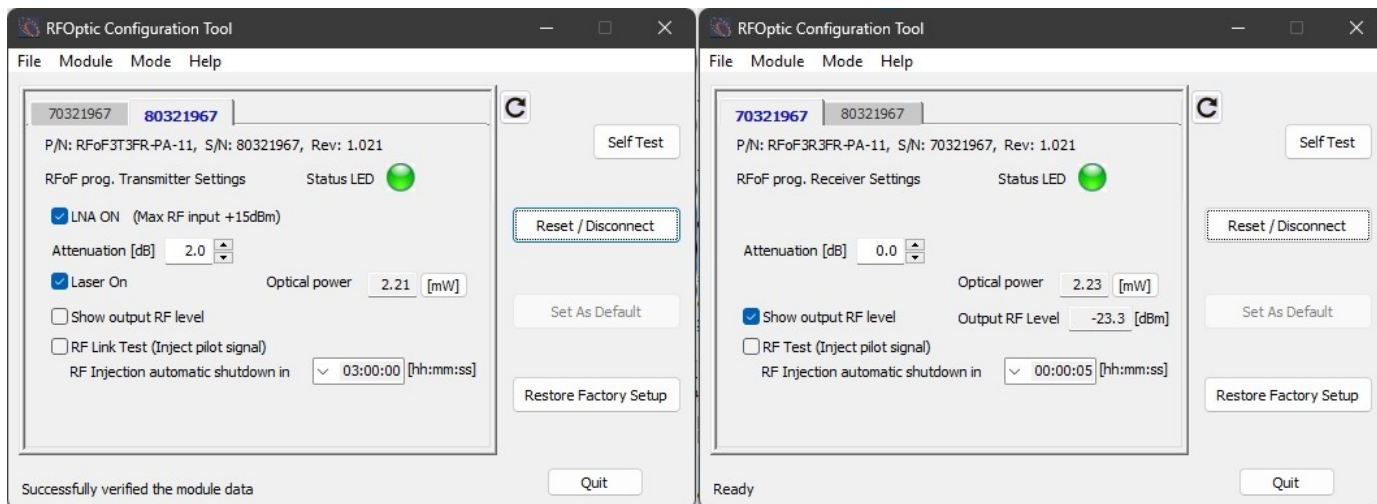 RFOptic Configuration Tool
File Module Mode Help
70321967 80321967
P/N: RFoF3T3FR-PA-11, S/N: 80321967, Rev: 1.021
RFoF prog. Transmitter Settings Status LED
LNA ON (Max RF input +15dBm)
Attenuation [dB] 2.0
Laser On Optical power 2.21 [mW]
Show output RF level
RF Link Test (Inject pilot signal)
RF Injection automatic shutdown in 03:00:00 [hh:mm:ss]
Self Test
Reset / Disconnect
Set As Default
Restore Factory Setup
Quit
Successfully verified the module data
RFOptic Configuration Tool
File Module Mode Help
70321967 80321967
P/N: RFoF3R3FR-PA-11, S/N: 70321967, Rev: 1.021
RFoF prog. Receiver Settings Status LED
Attenuation [dB] 0.0
Optical power 2.23 [mW]
Show output RF level Output RF Level -23.3 [dBm]
RF Test (Inject pilot signal)
RF Injection automatic shutdown in 00:00:05 [hh:mm:ss]
Self Test
Reset / Disconnect
Set As Default
Restore Factory Setup
Quit
Ready